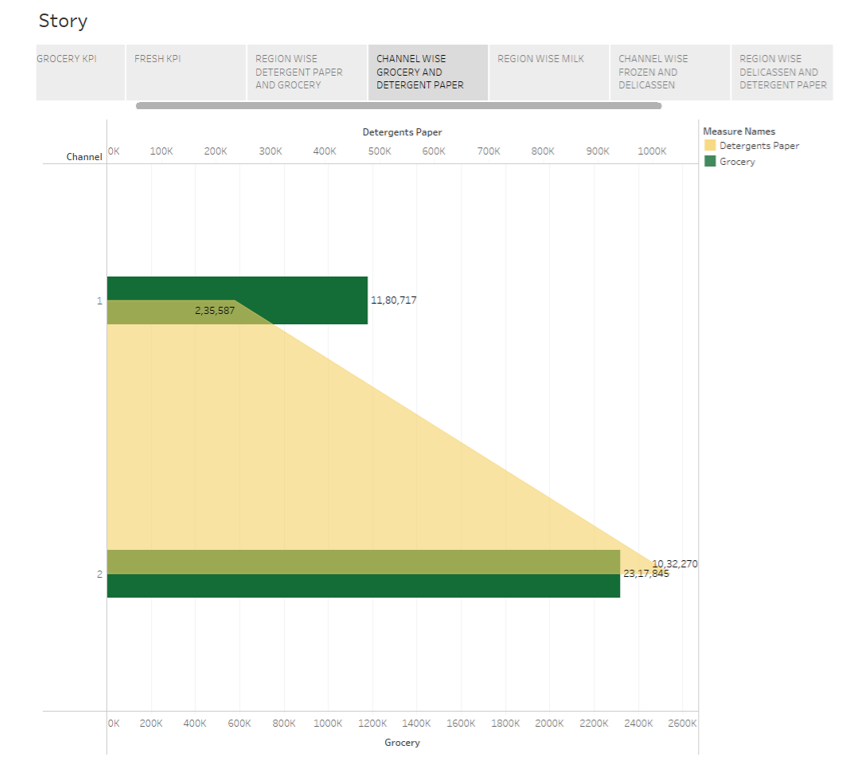 Story
GROCERY KPI
FRESH KPI
REGION WISE
DETERGENT PAPER
AND GROCERY
CHANNEL WISE
GROCERY AND
DETERGENT PAPER
REGION WISE MILK
CHANNEL WISE
FROZEN AND
DELICASSEN
REGION WISE
DELICASSEN AND
DETERGENT PAPER
Detergents Paper
Channel 0K 100K 200K 300K 400K 500K 600K 700K 800K 900K 1000K
Measure Names
Detergents Paper
Grocery
1 11,80,717
2,35,587
10,32,270
2 23,17,845
0K 200K 400K 600K 800K 1000K 1200K 1400K 1600K 1800K 2000K 2200K 2400K 2600K
Grocery